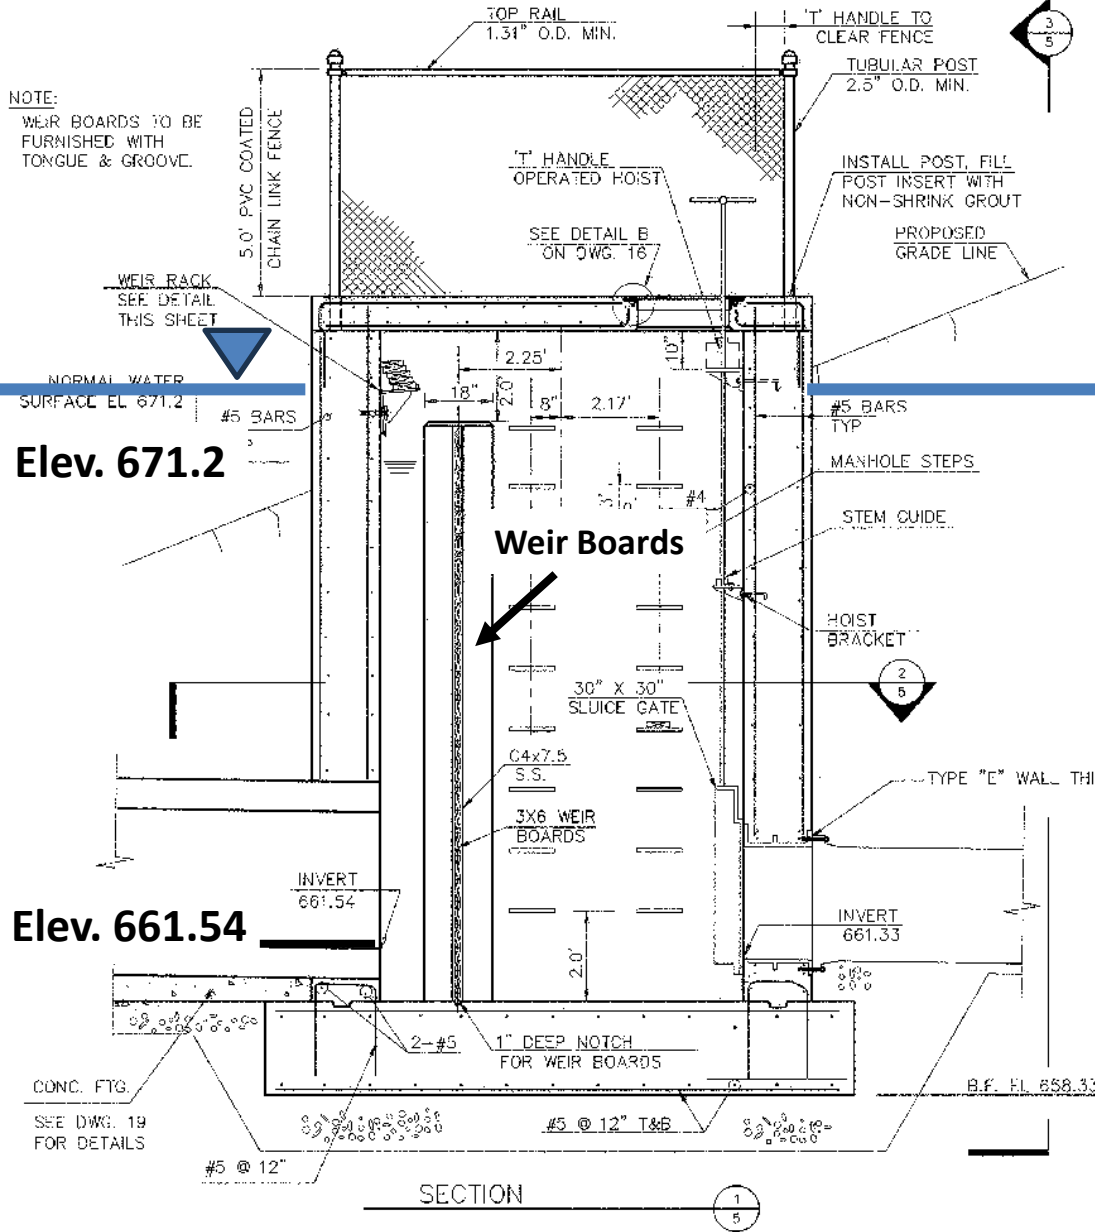 TOP RAIL
1.31" O.D. MIN.
'T' HANDLE TO
CLEAR FENCE
3
5
TUBULAR POST
2.5" O.D. MIN.
NOTE:
WEIR BOARDS TO BE
FURNISHED WITH
TONGUE & GROOVE.
5.0' PVC COATED
CHAIN LINK FENCE
'T' HANDLE
OPERATED HOIST
INSTALL POST, FILL
POST INSERT WITH
NON-SHRINK GROUT
SEE DETAIL B
ON DWG. 16
PROPOSED
GRADE LINE
WEIR RACK
SEE DETAIL
THIS SHEET
2.25'
10"
NORMAL WATER
SURFACE EL 671.2
18"
2.0'
8"
2.17'
#5 BARS
#5 BARS
TYP
Elev. 671.2
MANHOLE STEPS
#4
STEM GUIDE
Weir Boards
HOIST
BRACKET
2
5
30" X 30"
SLUICE GATE
C4x7.5
S.S.
TYPE "E" WALL THI
3X6 WEIR
BOARDS
INVERT
661.54
Elev. 661.54
INVERT
661.33
2.0'
2-#5
1" DEEP NOTCH
FOR WEIR BOARDS
CONC. FTG.
SEE DWG. 19
FOR DETAILS
B.F. EL 658.33
#5 @ 12" T&B
#5 @ 12"
SECTION
1
5